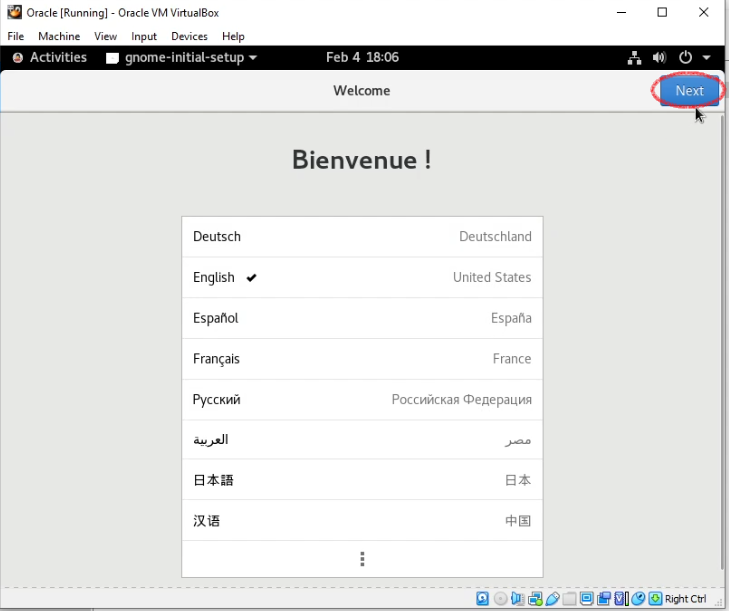 Oracle [Running] - Oracle VM VirtualBox
File Machine View Input Devices Help
Activities gnome-initial-setup Feb 4 18:06
Welcome Next
Bienvenue !
Deutsch Deutschland
English United States
Español España
Français France
Русский Российская Федерация
العربية مصر
日本語 日本
汉语 中国
Right Ctrl